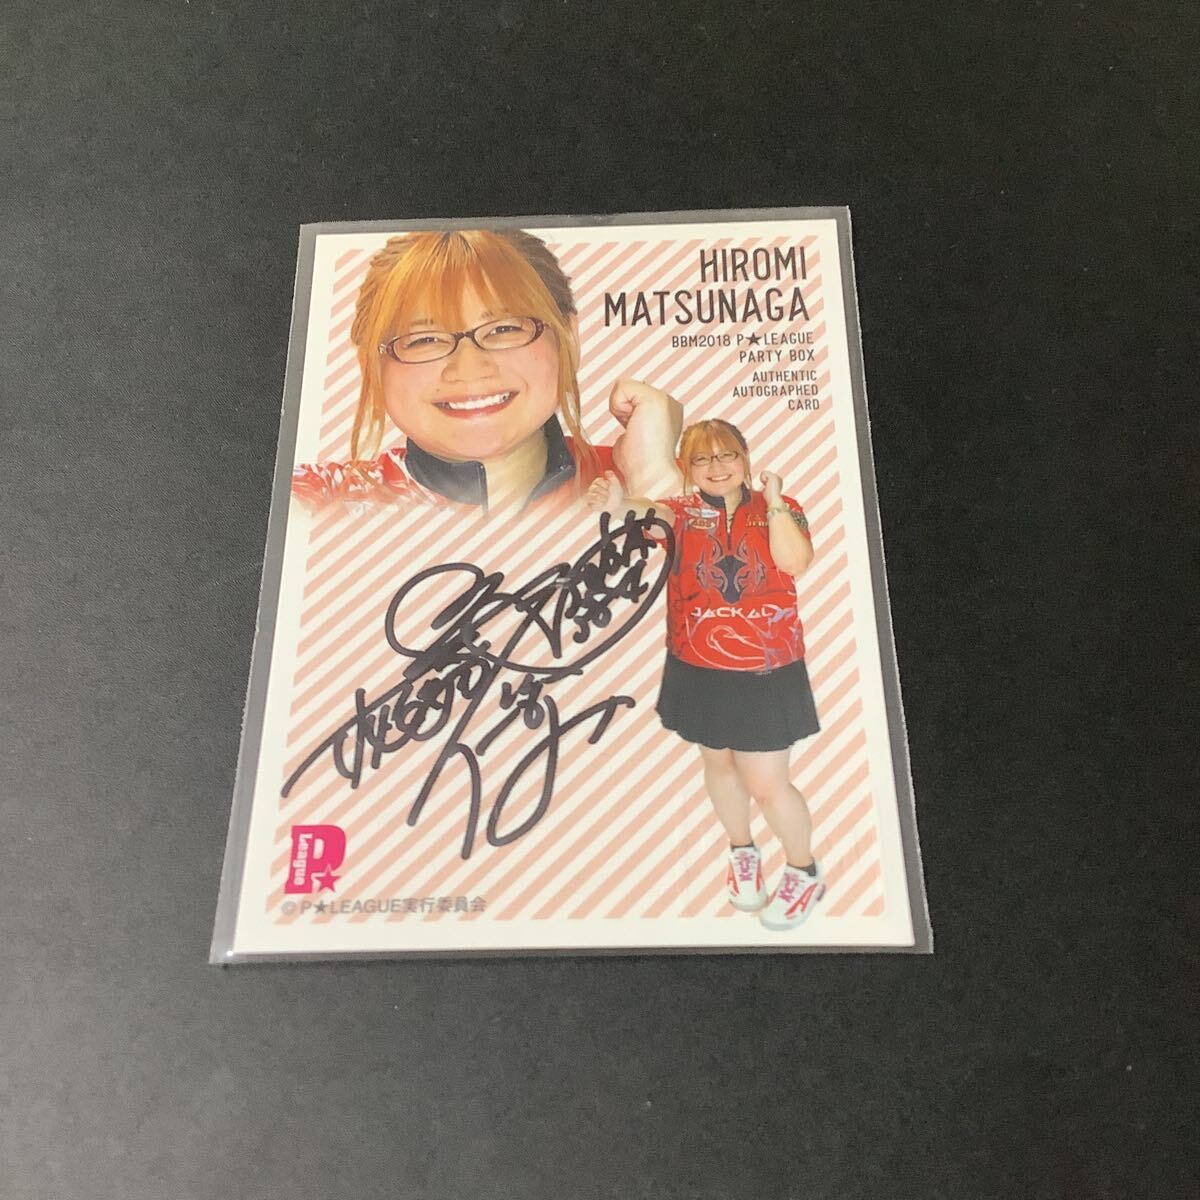 HIROMI
MATSUNAGA
BBM2018 P★LEAGUE
PARTY BOX
AUTHENTIC
AUTOGRAPHED
CARD
JACKAL
P★
League
© P★LEAGUE実行委員会